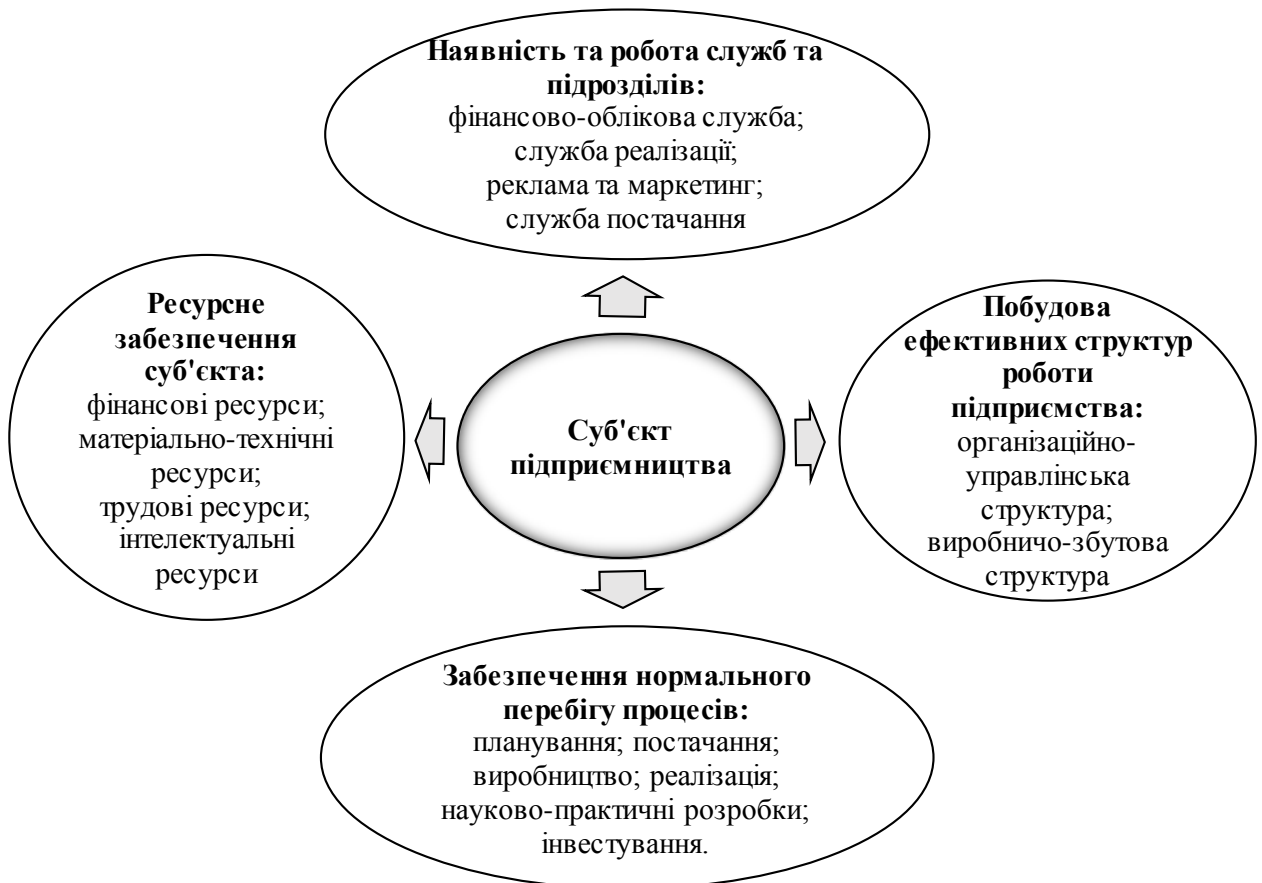 Наявність та робота служб та
підрозділів:
фінансово-облікова служба;
служба реалізації;
реклама та маркетинг;
служба постачання
Ресурсне
забезпечення
суб'єкта:
фінансові ресурси;
матеріально-технічні
ресурси;
трудові ресурси;
інтелектуальні
ресурси
Суб'єкт
підприємництва
Побудова
ефективних структур
роботи
підприємства:
організаційно-
управлінська
структура;
виробничо-збутова
структура
Забезпечення нормального
перебігу процесів:
планування; постачання;
виробництво; реалізація;
науково-практичні розробки;
інвестування.